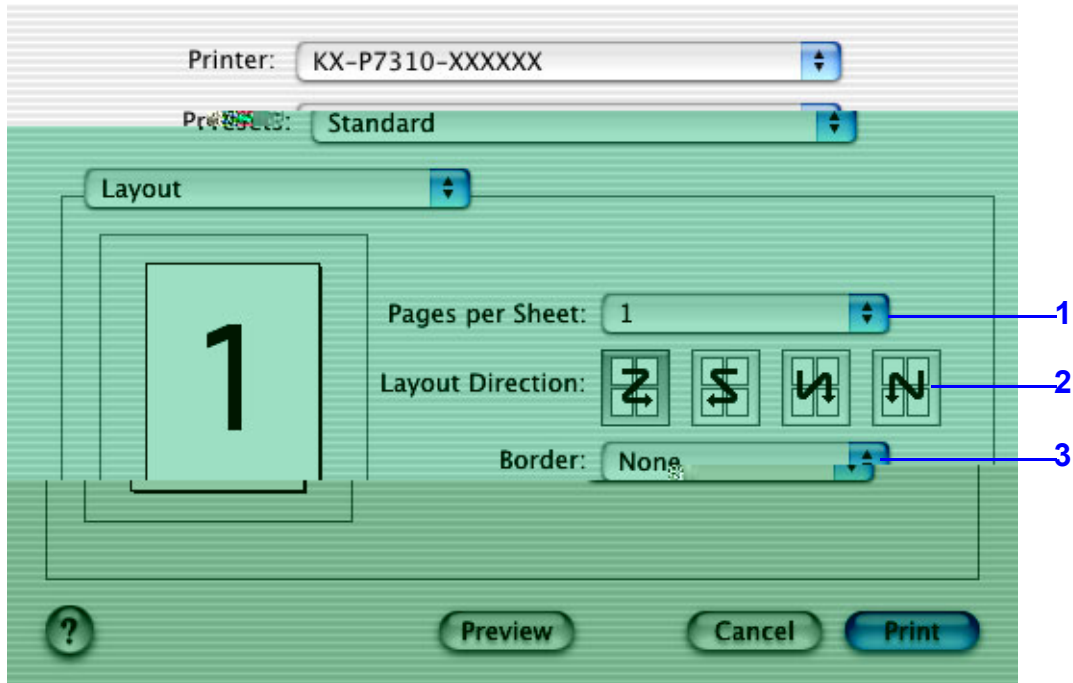 Printer: KX-P7310-XXXXXX
Standard
Layout
1
Pages per Sheet: 1 1
Layout Direction: 2
Border: None 3
? Preview Cancel Print